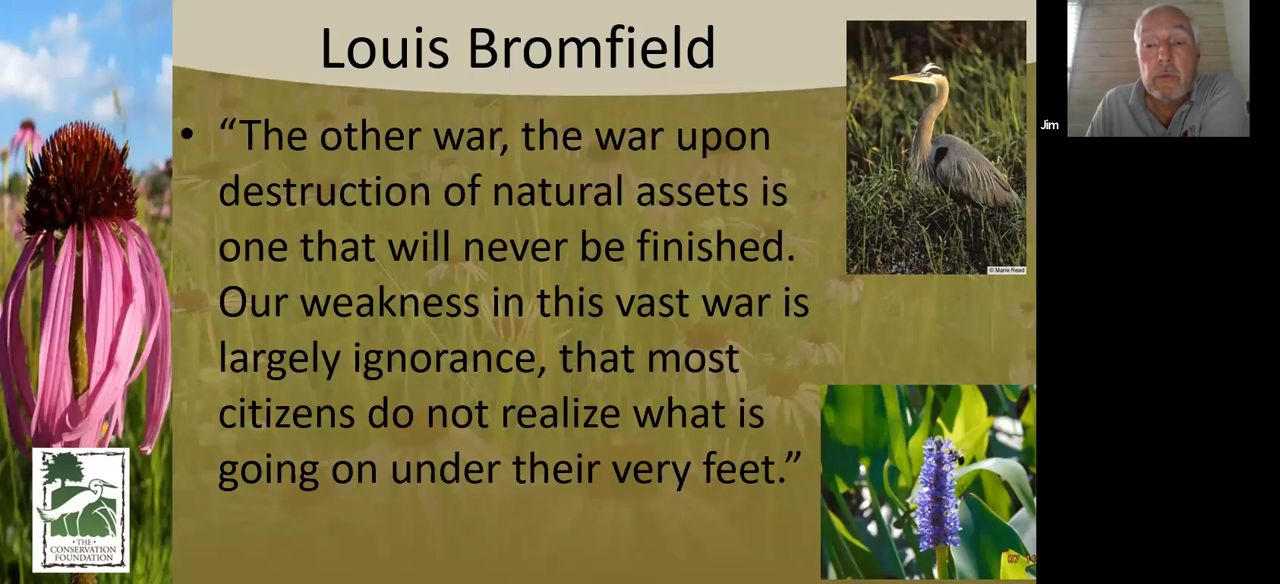 Louis Bromfield
• “The other war, the war upon
destruction of natural assets is
one that will never be finished.
Our weakness in this vast war is
largely ignorance, that most
citizens do not realize what is
going on under their very feet.”
© Marie Read
Jim
• THE •
CONSERVATION
FOUNDATION